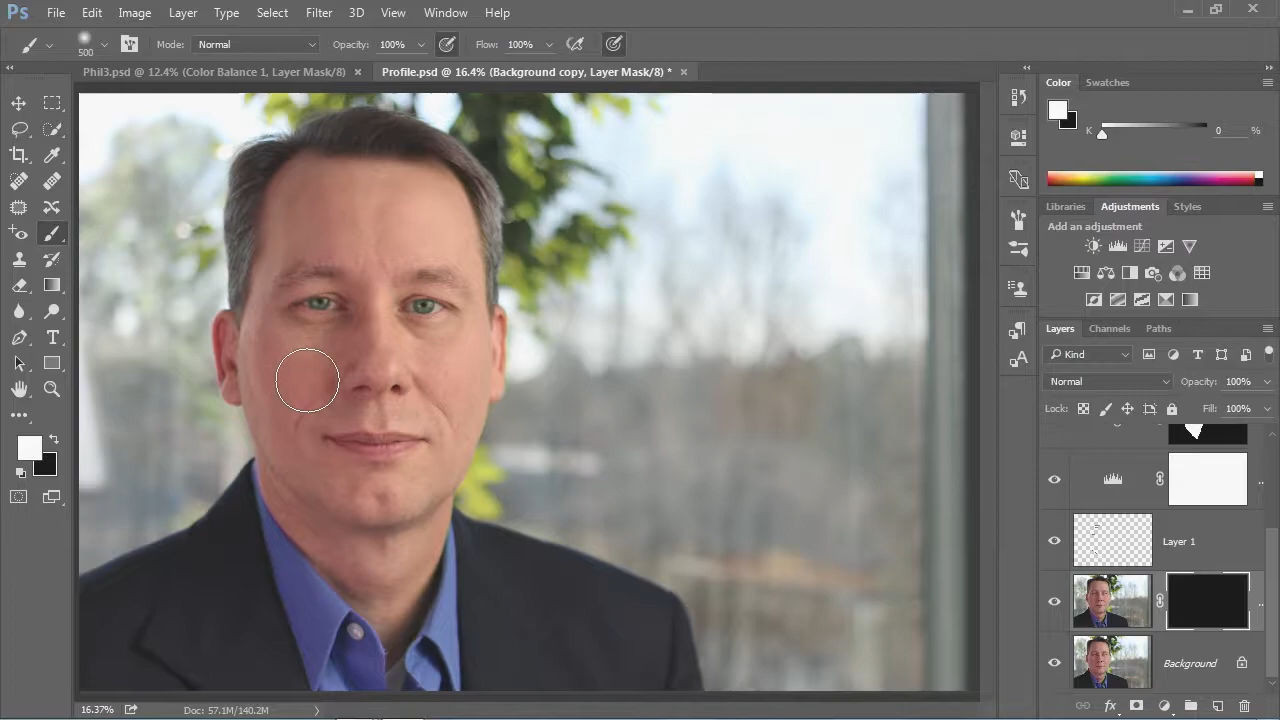 Ps File Edit Image Layer Type Select Filter 3D View Window Help
500 Mode: Normal Opacity: 100% Flow: 100%
Phil3.psd @ 12.4% (Color Balance 1, Layer Mask/8) × Profile.psd @ 16.4% (Background copy, Layer Mask/8) * ×
Color Swatches
K 0 %
Libraries Adjustments Styles
Add an adjustment
Layers Channels Paths
Kind
Normal Opacity: 100%
Lock: Fill: 100%
Layer 1
Background
fx
16.37% Doc: 57.1M/140.2M